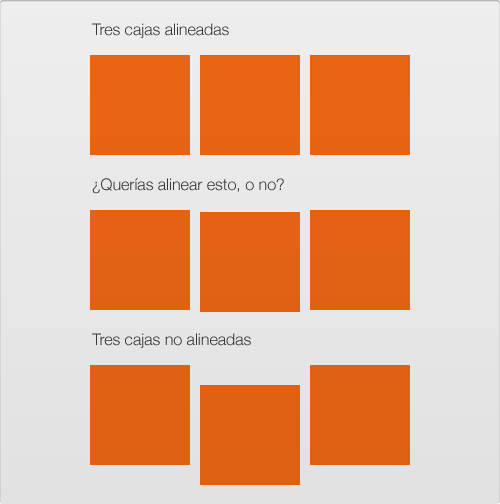 Tres cajas alineadas
¿Querías alinear esto, o no?
Tres cajas no alineadas